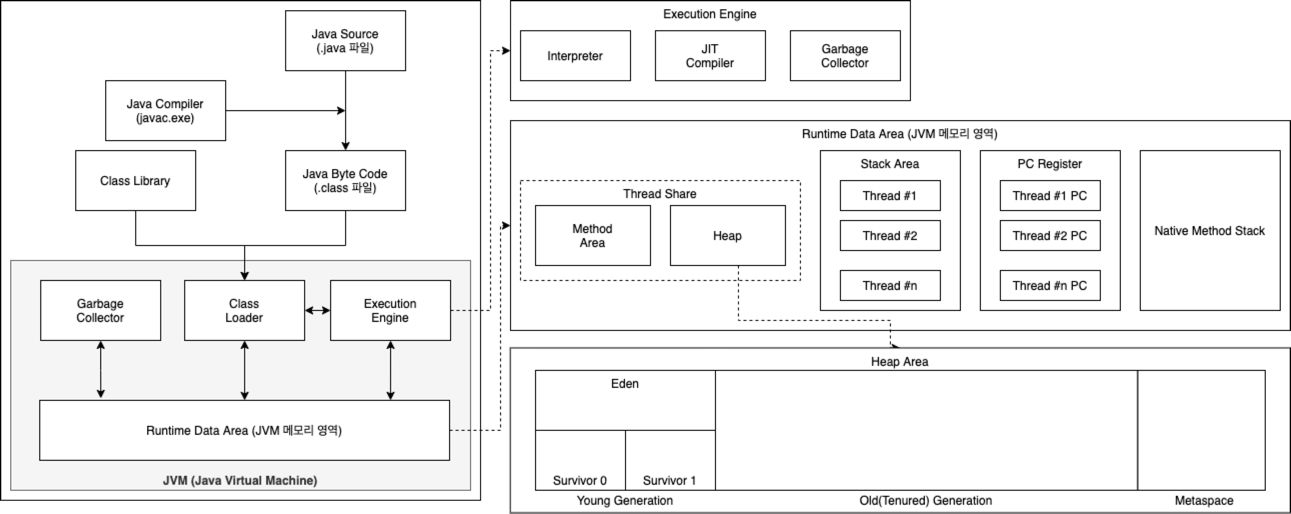 Java Source
(.java 파일)
Java Compiler
(javac.exe)
Class Library
Java Byte Code
(.class 파일)
Garbage
Collector
Class
Loader
Execution
Engine
Runtime Data Area (JVM 메모리 영역)
JVM (Java Virtual Machine)
Execution Engine
Interpreter
JIT
Compiler
Garbage
Collector
Runtime Data Area (JVM 메모리 영역)
Thread Share
Method
Area
Heap
Stack Area
Thread #1
Thread #2
Thread #n
PC Register
Thread #1 PC
Thread #2 PC
Thread #n PC
Native Method Stack
Heap Area
Eden
Survivor 0
Survivor 1
Young Generation
Old(Tenured) Generation
Metaspace